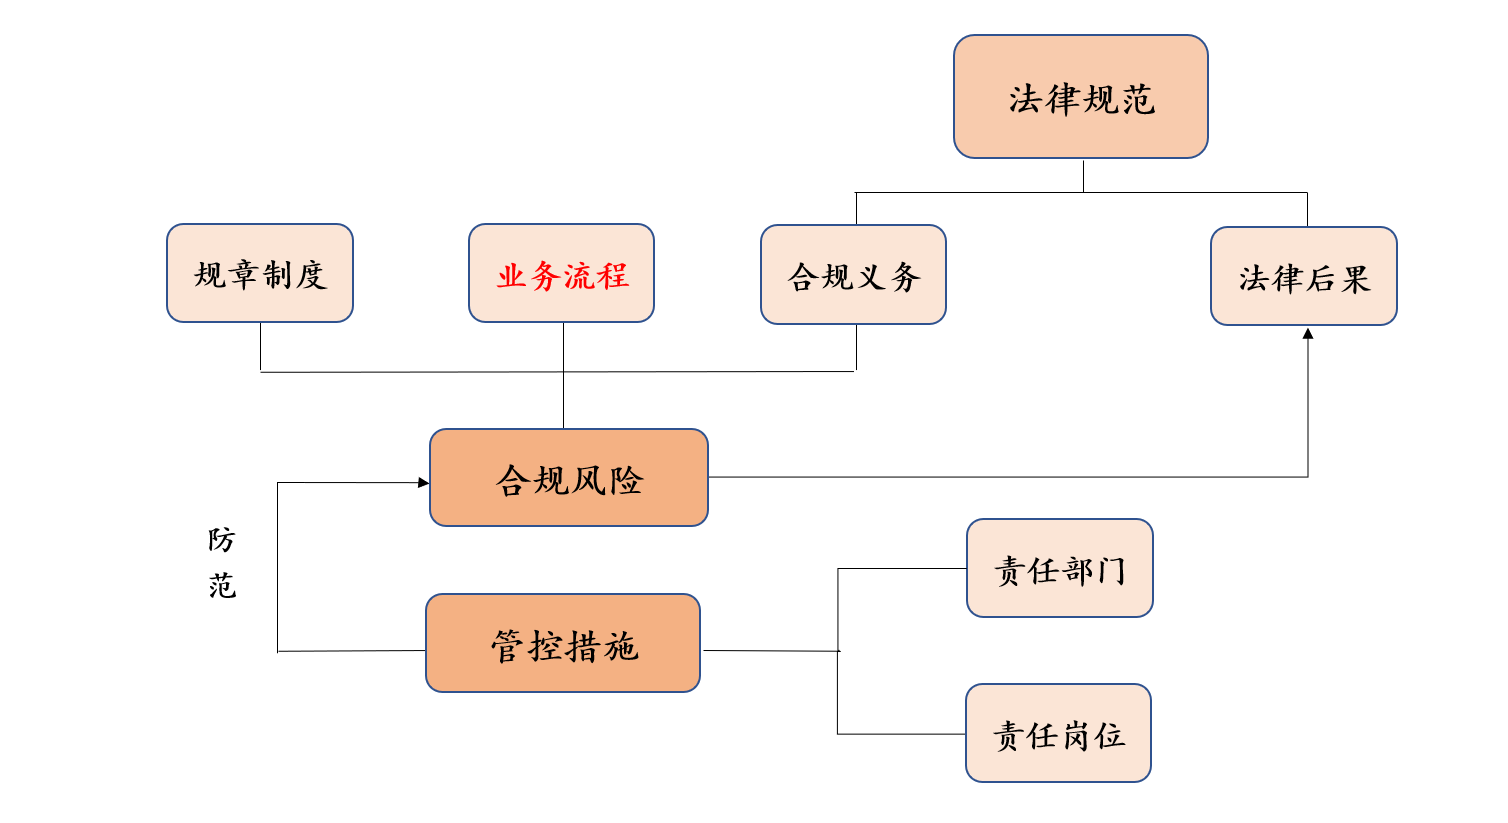 法律规范
规章制度
业务流程
合规义务
法律后果
合规风险
防
范
责任部门
管控措施
责任岗位